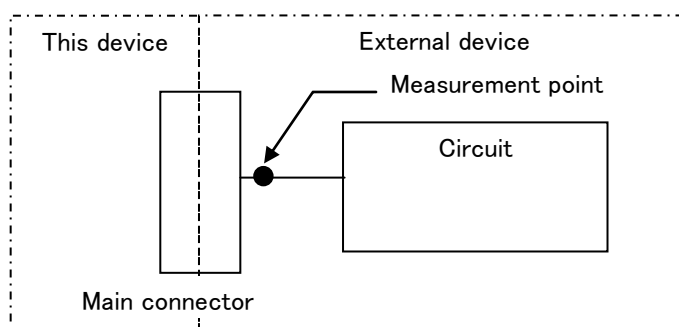 This device
External device
Measurement point
Circuit
Main connector